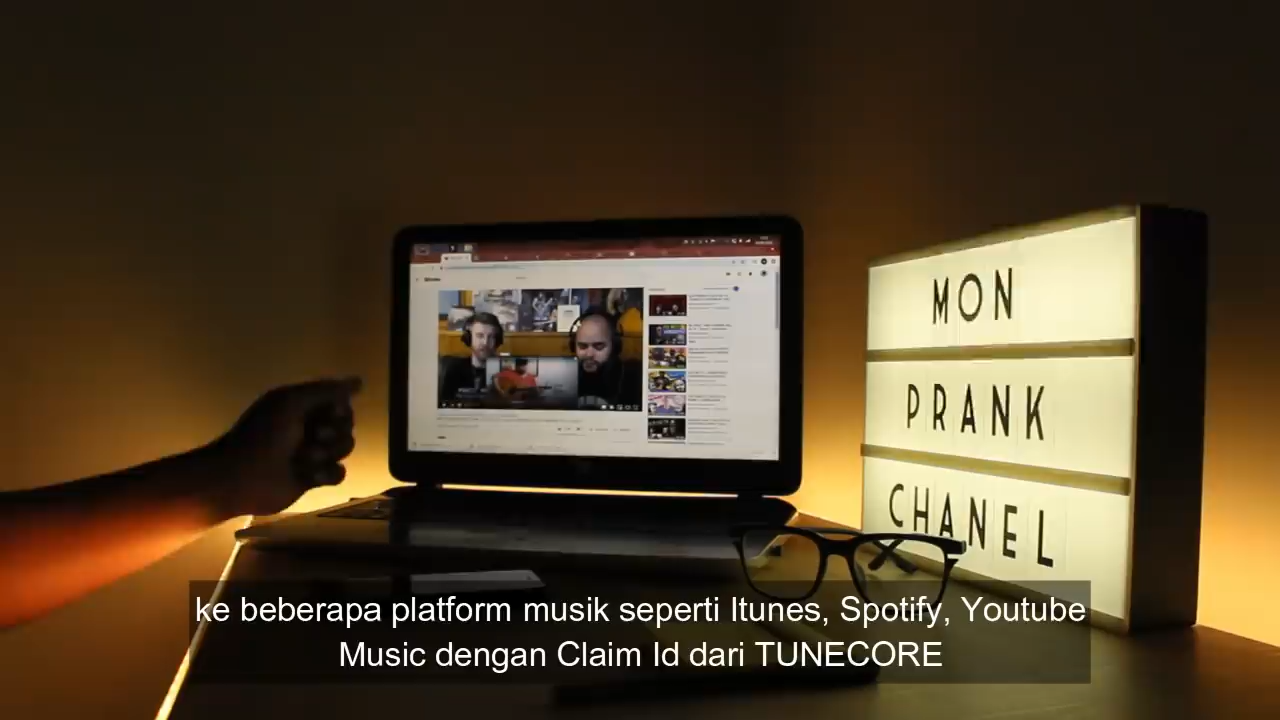 MON
PRANK
CHANEL
ke beberapa platform musik seperti Itunes, Spotify, Youtube
Music dengan Claim Id dari TUNECORE